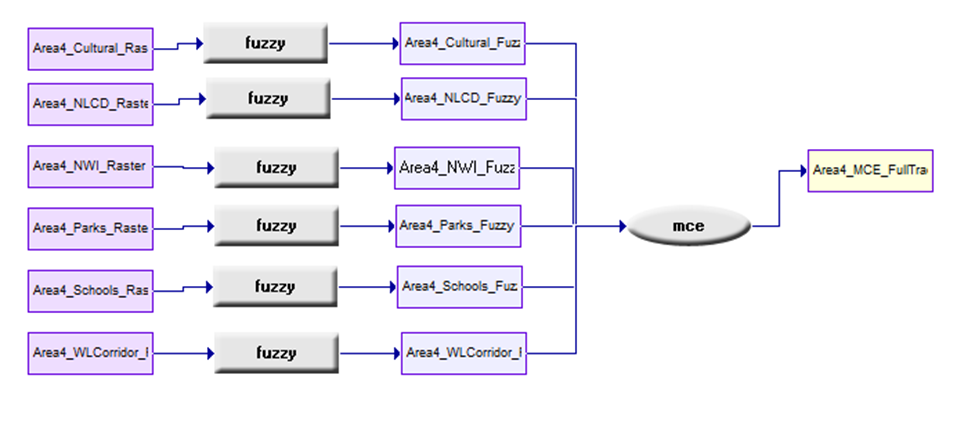 Area4_Cultural_Ras
fuzzy
Area4_Cultural_Fuzz
Area4_NLCD_Raste
fuzzy
Area4_NLCD_Fuzzy
Area4_NWI_Raster
fuzzy
Area4_NWI_Fuzz
Area4_MCE_FullTra
Area4_Parks_Raste
fuzzy
Area4_Parks_Fuzzy
mce
Area4_Schools_Ras
fuzzy
Area4_Schools_Fuz
Area4_WLCorridor_
fuzzy
Area4_WLCorridor_